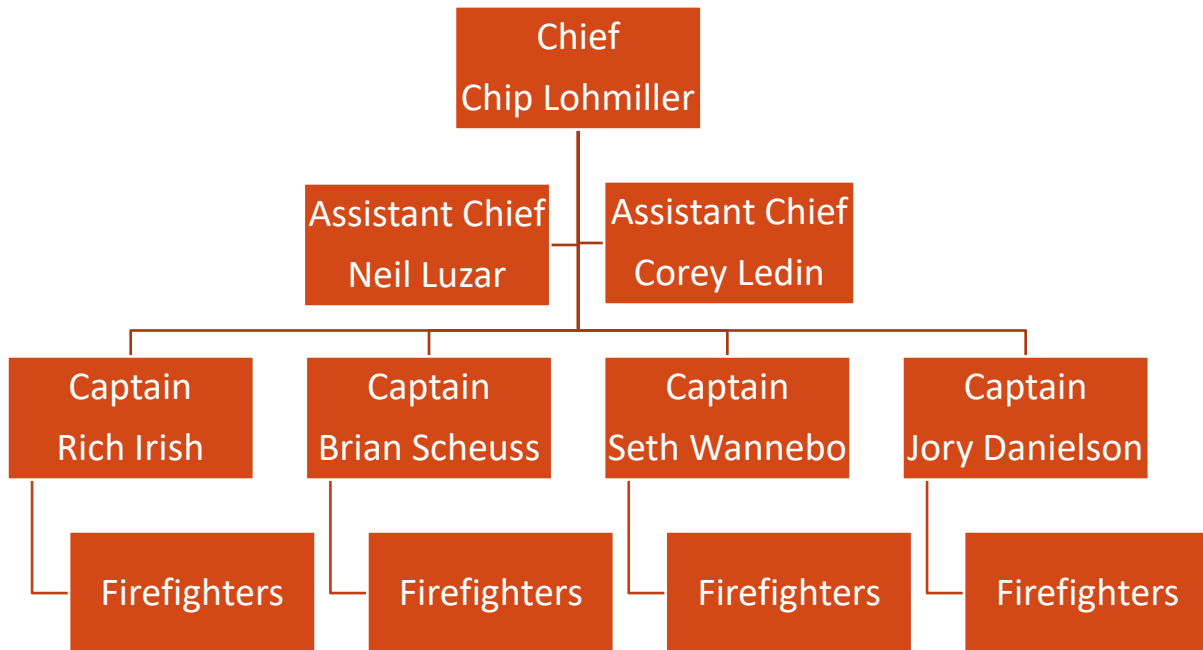 Chief
Chip Lohmiller
Assistant Chief
Neil Luzar
Assistant Chief
Corey Ledin
Captain
Rich Irish
Captain
Brian Scheuss
Captain
Seth Wannebo
Captain
Jory Danielson
Firefighters
Firefighters
Firefighters
Firefighters